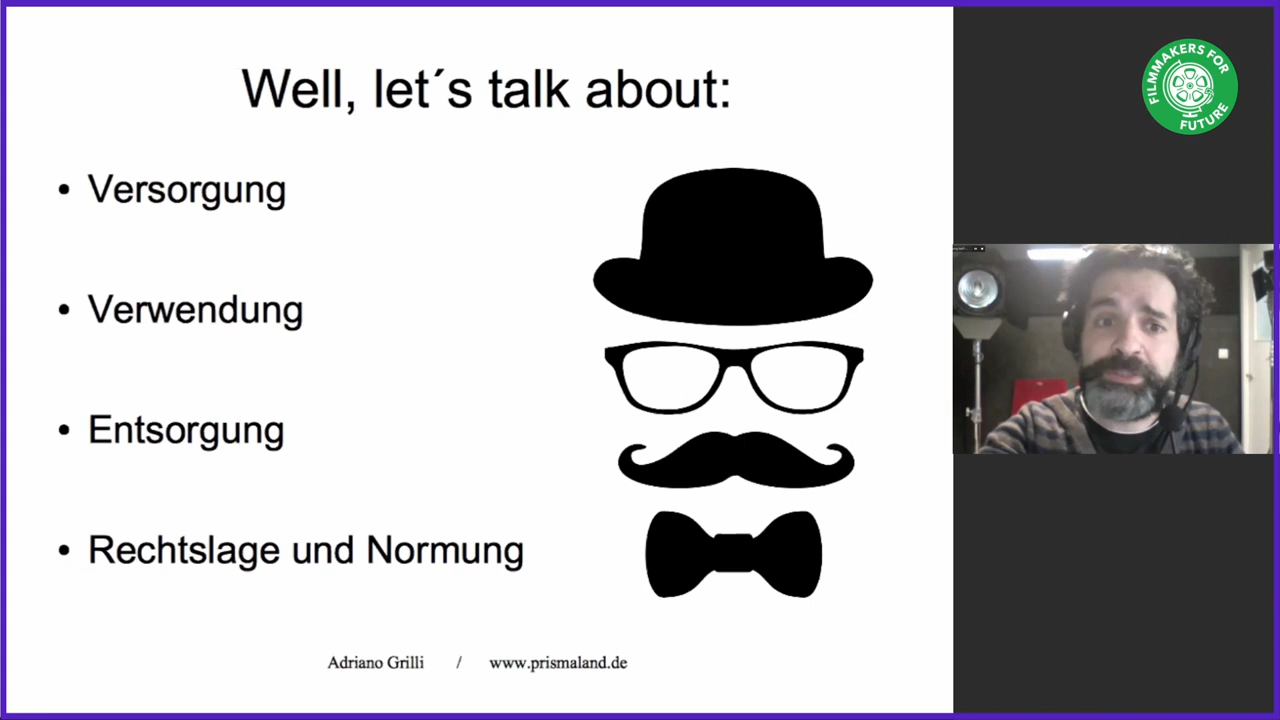 Well, let´s talk about:
• Versorgung
• Verwendung
• Entsorgung
• Rechtslage und Normung
Adriano Grilli / www.prismaland.de
FILMMAKERS FOR
FUTURE